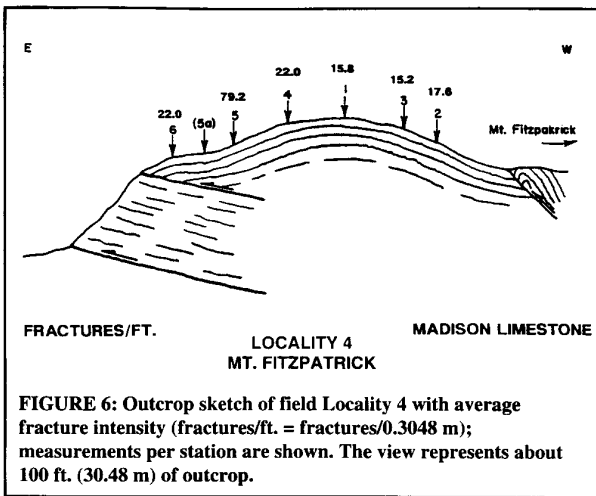 E W
22.0 (5a) 79.2 22.0 15.8 15.2 17.6
6 5 4 1 3 2
Mt. Fitzpakrick
FRACTURES/FT. MADISON LIMESTONE
LOCALITY 4
MT. FITZPATRICK
FIGURE 6: Outcrop sketch of field Locality 4 with average
fracture intensity (fractures/ft. = fractures/0.3048 m);
measurements per station are shown. The view represents about
100 ft. (30.48 m) of outcrop.